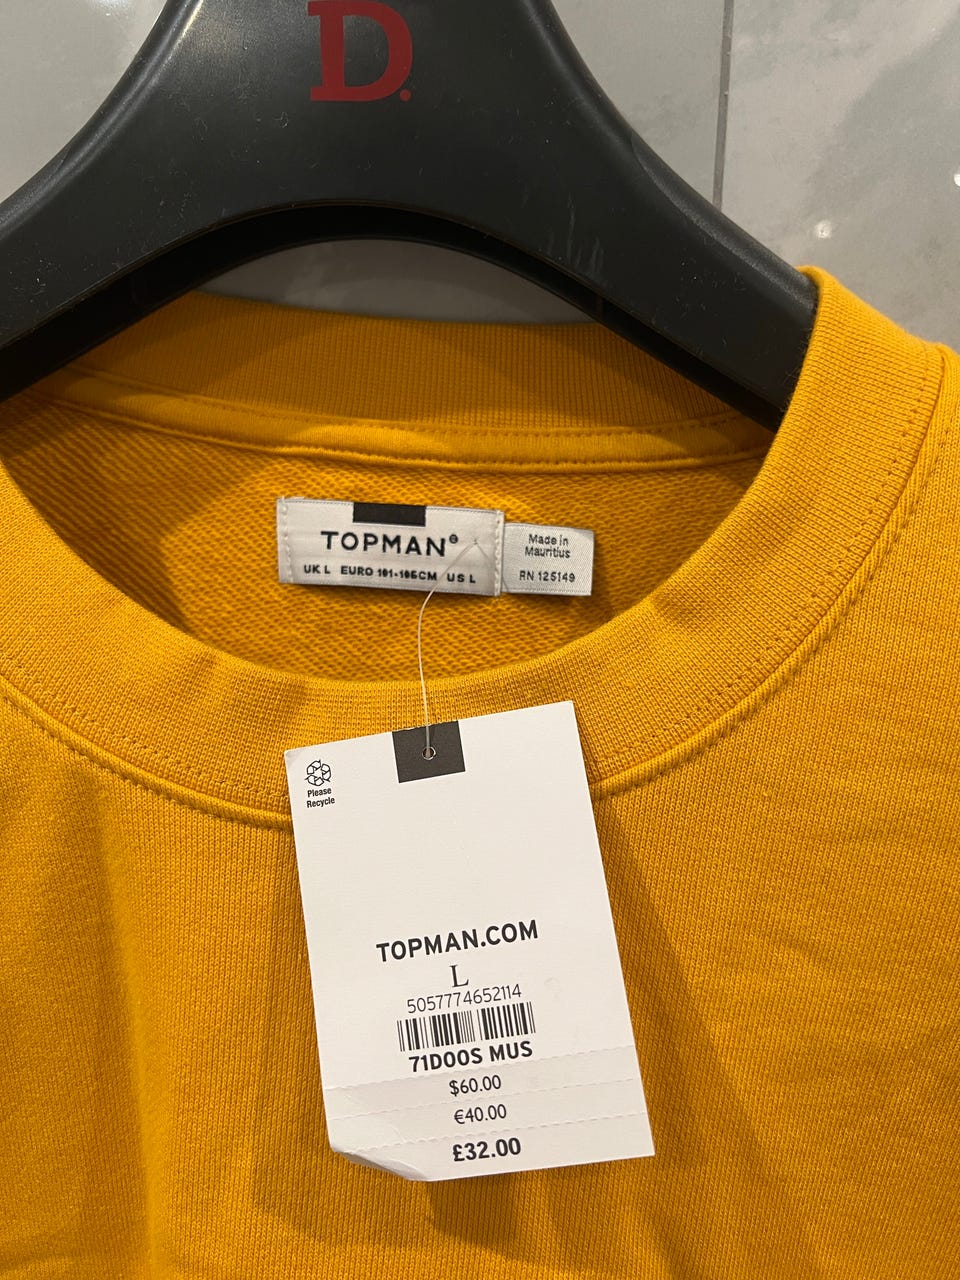 D.
TOPMAN®
UK L EURO 101-106CM US L
Made in
Mauritius
RN 125149
Please
Recycle
TOPMAN.COM
L
5057774652114
71D00S MUS
$60.00
€40.00
£32.00